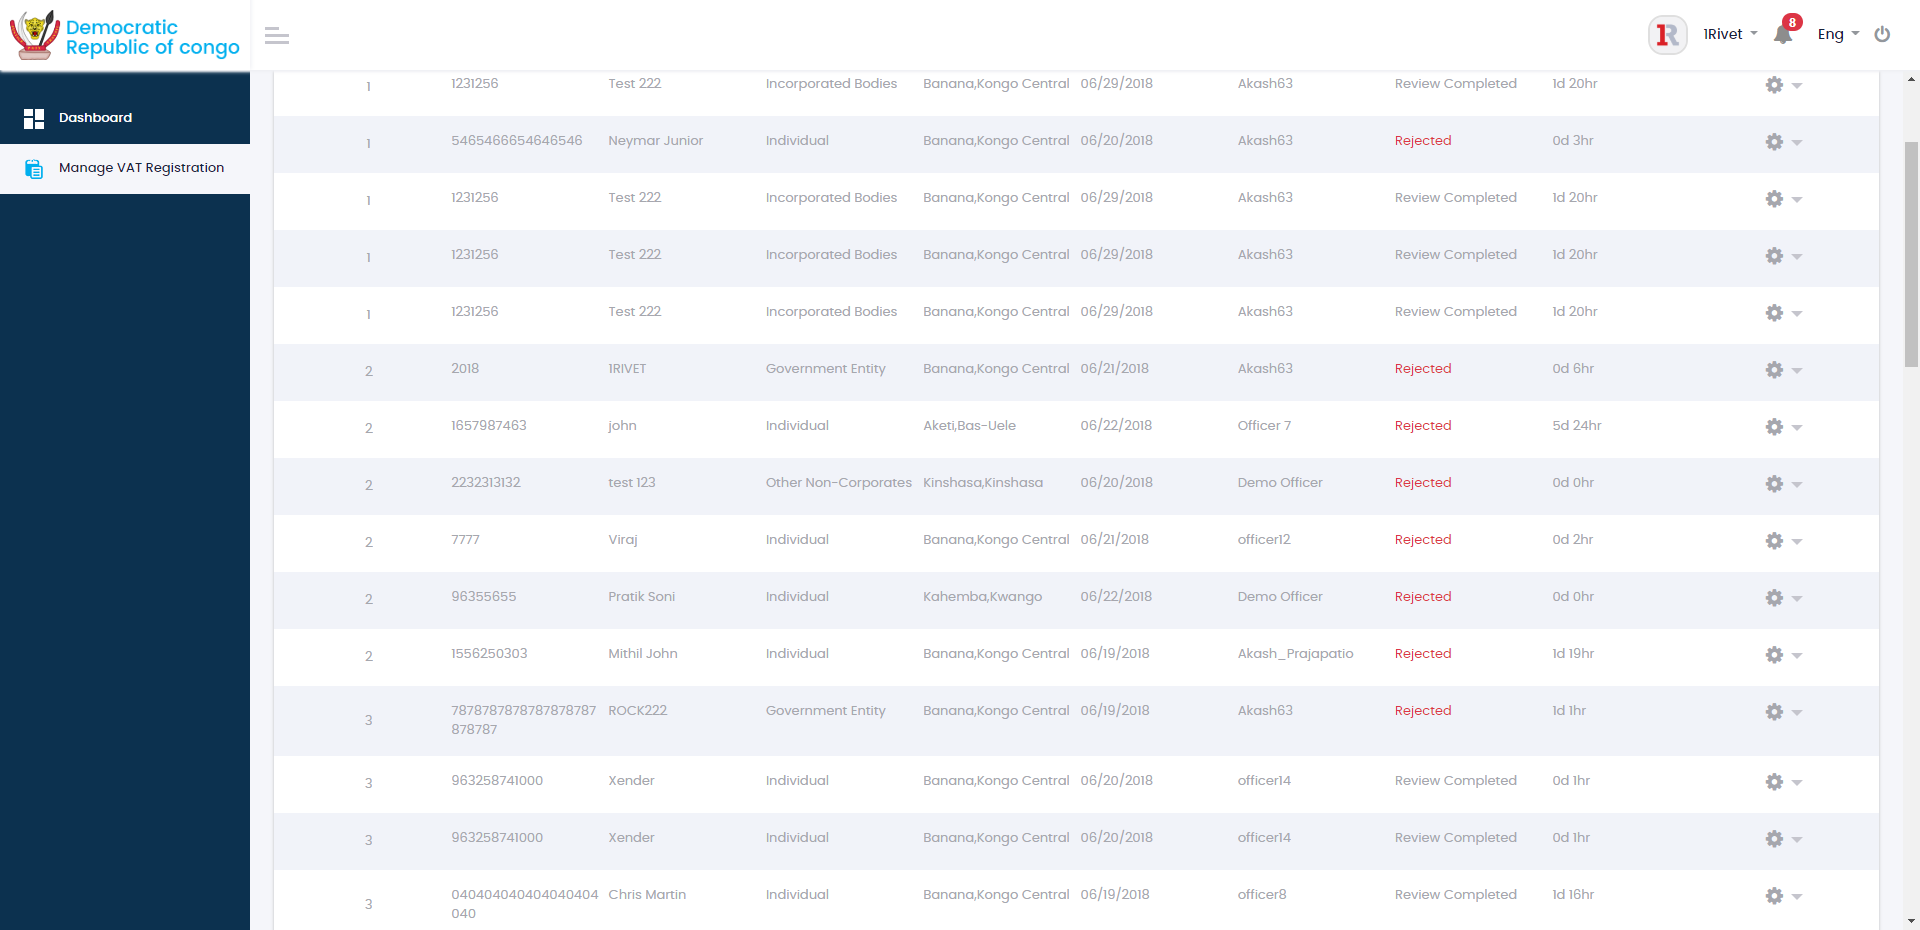 Democratic
Republic of congo
1R 1Rivet 8 Eng
Dashboard
Manage VAT Registration
1 1231256 Test 222 Incorporated Bodies Banana,Kongo Central 06/29/2018 Akash63 Review Completed 1d 20hr
1 5465466654646546 Neymar Junior Individual Banana,Kongo Central 06/20/2018 Akash63 Rejected 0d 3hr
1 1231256 Test 222 Incorporated Bodies Banana,Kongo Central 06/29/2018 Akash63 Review Completed 1d 20hr
1 1231256 Test 222 Incorporated Bodies Banana,Kongo Central 06/29/2018 Akash63 Review Completed 1d 20hr
1 1231256 Test 222 Incorporated Bodies Banana,Kongo Central 06/29/2018 Akash63 Review Completed 1d 20hr
2 2018 1RIVET Government Entity Banana,Kongo Central 06/21/2018 Akash63 Rejected 0d 6hr
2 1657987463 john Individual Aketi,Bas-Uele 06/22/2018 Officer 7 Rejected 5d 24hr
2 2232313132 test 123 Other Non-Corporates Kinshasa,Kinshasa 06/20/2018 Demo Officer Rejected 0d 0hr
2 7777 Viraj Individual Banana,Kongo Central 06/21/2018 officer12 Rejected 0d 2hr
2 96355655 Pratik Soni Individual Kahemba,Kwango 06/22/2018 Demo Officer Rejected 0d 0hr
2 1556250303 Mithil John Individual Banana,Kongo Central 06/19/2018 Akash_Prajapatio Rejected 1d 19hr
3 7878787878787878787 ROCK222 Government Entity Banana,Kongo Central 06/19/2018 Akash63 Rejected 1d 1hr
878787
3 963258741000 Xender Individual Banana,Kongo Central 06/20/2018 officer14 Review Completed 0d 1hr
3 963258741000 Xender Individual Banana,Kongo Central 06/20/2018 officer14 Review Completed 0d 1hr
3 040404040404040404 Chris Martin Individual Banana,Kongo Central 06/19/2018 officer8 Review Completed 1d 16hr
040